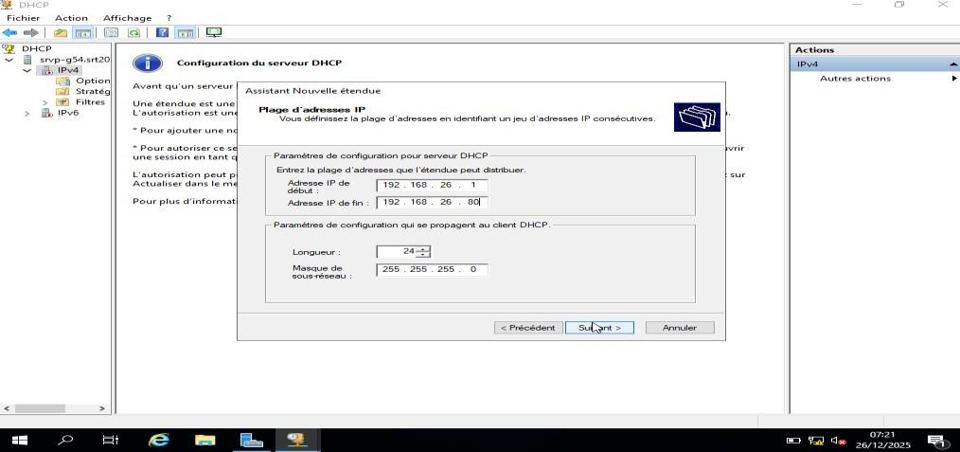 DHCP
Fichier Action Affichage ?
DHCP
srvp-g54.srt20
IPv4
Option
Stratég
Filtres
IPv6
Configuration du serveur DHCP
Avant qu'un serveur
Une étendue est une
L'autorisation est une
* Pour ajouter une no
* Pour autoriser ce se
une session en tant q
L'autorisation peut p
Actualiser dans le me
Pour plus d'informati
uvrir
sur
Assistant Nouvelle étendue
Plage d'adresses IP
Vous définissez la plage d'adresses en identifiant un jeu d'adresses IP consécutives.
Paramètres de configuration pour serveur DHCP
Entrez la plage d'adresses que l'étendue peut distribuer.
Adresse IP de début : 192 . 168 . 26 . 1
Adresse IP de fin : 192 . 168 . 26 . 80
Paramètres de configuration qui se propagent au client DHCP.
Longueur : 24
Masque de sous-réseau : 255 . 255 . 255 . 0
< Précédent Suivant > Annuler
Actions
IPv4
Autres actions
07:21
26/12/2025